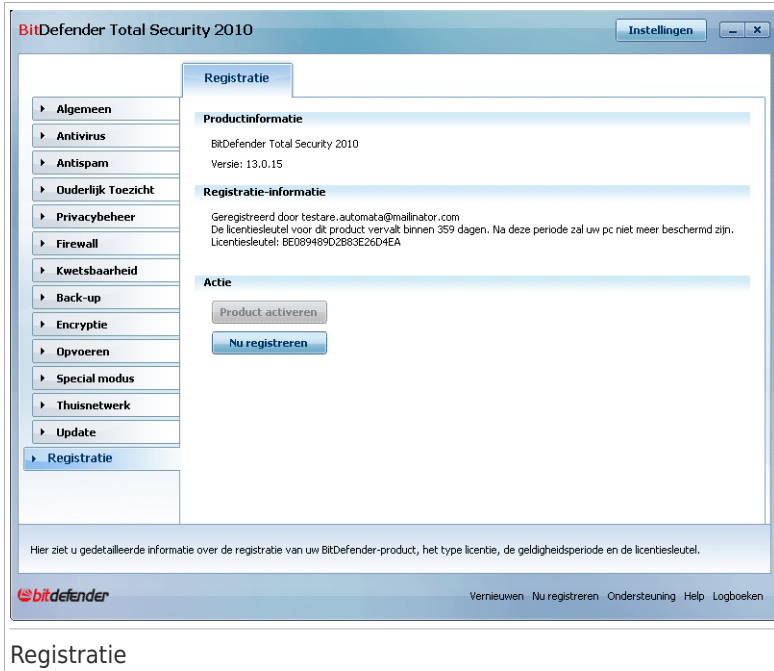 BitDefender Total Security 2010
Instellingen
Registratie
Algemeen
Antivirus
Antispam
Ouderlijk Toezicht
Privacybeheer
Firewall
Kwetsbaarheid
Back-up
Encryptie
Opvoeren
Special modus
Thuisnetwerk
Update
Registratie
Productinformatie
BitDefender Total Security 2010
Versie: 13.0.15
Registratie-informatie
Geregistreerd door testare.automata@mailinator.com
De licentiesleutel voor dit product vervalt binnen 359 dagen. Na deze periode zal uw pc niet meer beschermd zijn.
Licentiesleutel: BE089489D2B83E26D4EA
Actie
Product activeren
Nu registreren
Hier ziet u gedetailleerde informatie over de registratie van uw BitDefender-product, het type licentie, de geldigheidsperiode en de licentiesleutel.
bitdefender
Vernieuwen Nu registreren Ondersteuning Help Logboeken
Registratie